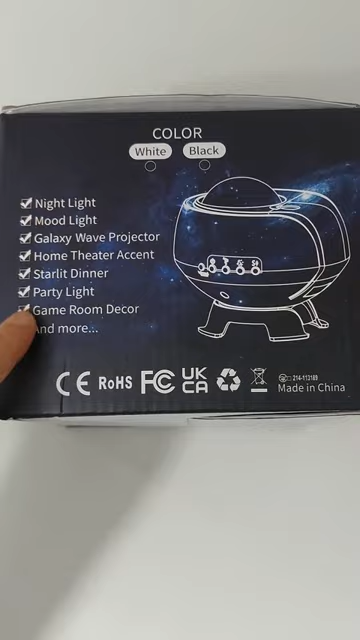 COLOR
White Black
Night Light
Mood Light
Galaxy Wave Projector
Home Theater Accent
Starlit Dinner
Party Light
Game Room Decor
And more...
CE RoHS FC UK CA
Made in China